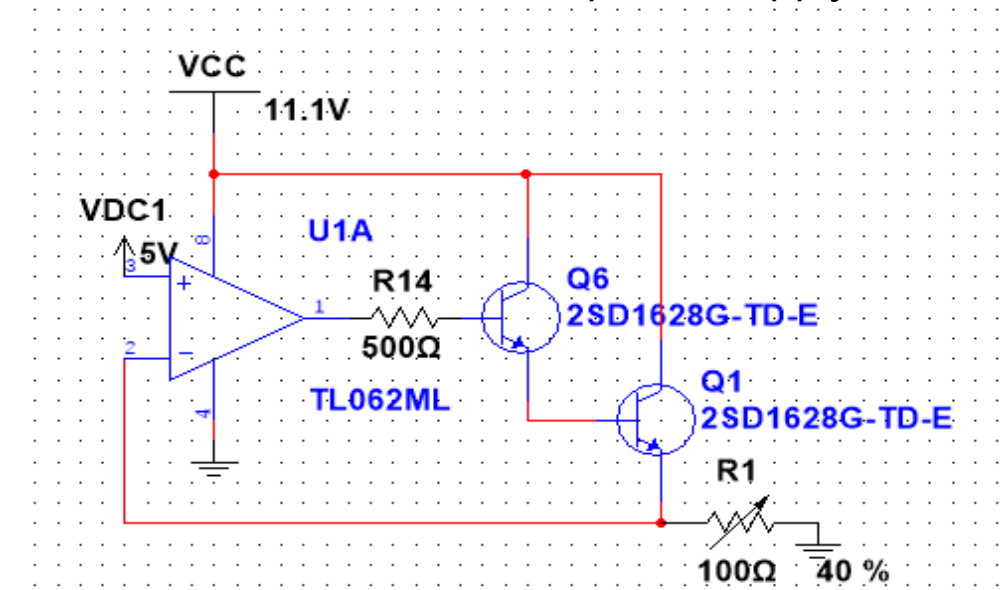 VCC
11.1V
VDC1
5V
8
U1A
3
+
R14
1
500Ω
Q6
2SD1628G-TD-E
2
−
TL062ML
4
Q1
2SD1628G-TD-E
R1
100Ω
40 %